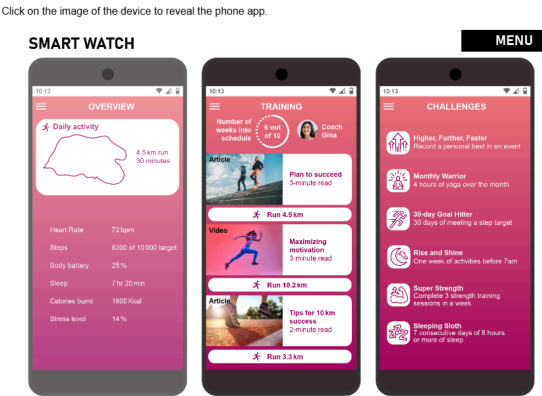 Click on the image of the device to reveal the phone app.
SMART WATCH
MENU
10:13
OVERVIEW
Daily activity
4.5 km run
30 minutes
Heart Rate 72 bpm
Steps 8300 of 10 000 target
Body battery 25 %
Sleep 7 hr 20 min
Calories burnt 1800 Kcal
Stress level 14 %
10:13
TRAINING
Number of
weeks into
schedule
6 out
of 10
Coach
Gina
Article
Plan to succeed
3-minute read
Run 4.5 km
Video
Maximizing
motivation
3-minute read
Run 10.2 km
Article
Tips for 10 km
success
2-minute read
Run 3.3 km
10:13
CHALLENGES
Higher, Further, Faster
Record a personal best in an event
Monthly Warrior
4 hours of yoga over the month
30-day Goal Hitter
30 days of meeting a step target
Rise and Shine
One week of activities before 7am
Super Strength
Complete 3 strength training
sessions in a week
Sleeping Sloth
7 consecutive days of 8 hours
or more of sleep